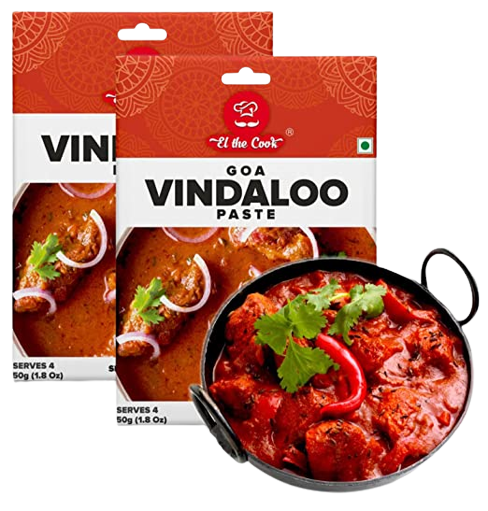 VIN
SERVES 4
50g (1.8 Oz)
SE
El the Cook®
GOA
VINDALOO
PASTE
SERVES 4
50g (1.8 Oz)